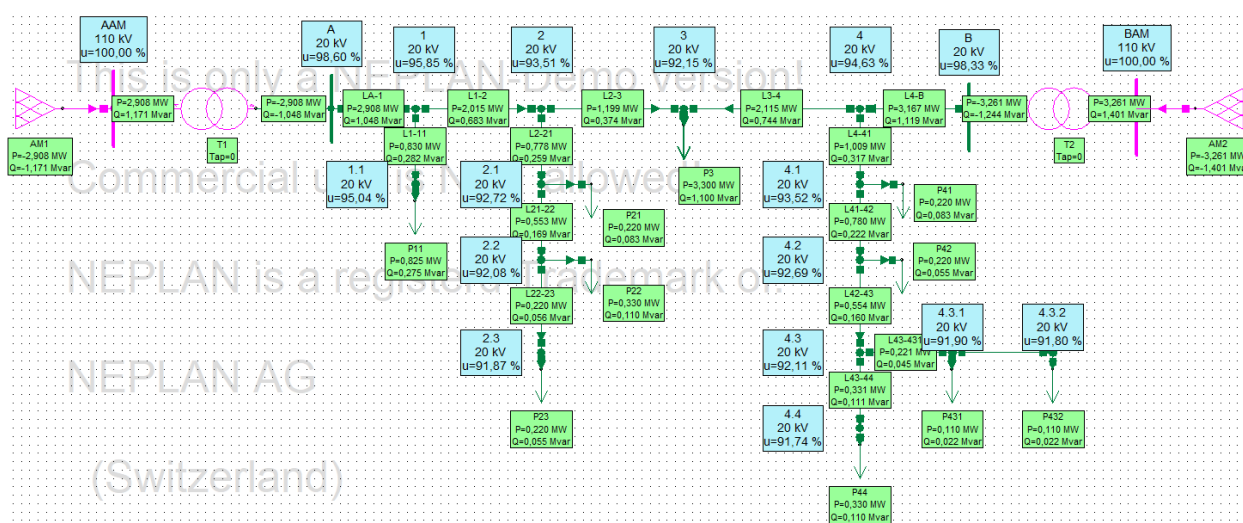 AAM
110 kV
u=100,00 %
A
20 kV
u=98,60 %
1
20 kV
u=95,85 %
2
20 kV
u=93,51 %
3
20 kV
u=92,15 %
4
20 kV
u=94,63 %
B
20 kV
u=98,33 %
BAM
110 kV
u=100,00 %
This is only a NEPLAN-Demo version!
P=2,908 MW
Q=1,171 Mvar
P=-2,908 MW
Q=-1,048 Mvar
LA-1
P=2,908 MW
Q=1,048 Mvar
L1-2
P=2,015 MW
Q=0,683 Mvar
L2-3
P=1,199 MW
Q=0,374 Mvar
L3-4
P=2,115 MW
Q=0,744 Mvar
L4-B
P=3,167 MW
Q=1,119 Mvar
P=-3,261 MW
Q=-1,244 Mvar
P=3,261 MW
Q=1,401 Mvar
AM1
P=-2,908 MW
Q=-1,171 Mvar
T1
Tap=0
L1-11
P=0,830 MW
Q=0,282 Mvar
L2-21
P=0,778 MW
Q=0,259 Mvar
L4-41
P=1,009 MW
Q=0,317 Mvar
T2
Tap=0
AM2
P=-3,261 MW
Q=-1,401 Mvar
Commercial u is N allowed
1.1
20 kV
u=95,04 %
2.1
20 kV
u=92,72 %
P3
P=3,300 MW
Q=1,100 Mvar
4.1
20 kV
u=93,52 %
P41
P=0,220 MW
Q=0,083 Mvar
L21-22
P=0,553 MW
Q=0,169 Mvar
P21
P=0,220 MW
Q=0,083 Mvar
L41-42
P=0,780 MW
Q=0,222 Mvar
P11
P=0,825 MW
Q=0,275 Mvar
2.2
20 kV
u=92,08 %
4.2
20 kV
u=92,69 %
P42
P=0,220 MW
Q=0,055 Mvar
NEPLAN is a registere Trademark of:
L22-23
P=0,220 MW
Q=0,056 Mvar
P22
P=0,330 MW
Q=0,110 Mvar
L42-43
P=0,554 MW
Q=0,160 Mvar
2.3
20 kV
u=91,87 %
4.3
20 kV
u=92,11 %
L43-431
P=0,221 MW
Q=0,045 Mvar
4.3.1
20 kV
u=91,90 %
4.3.2
20 kV
u=91,80 %
NEPLAN AG
L43-44
P=0,331 MW
Q=0,111 Mvar
P23
P=0,220 MW
Q=0,055 Mvar
4.4
20 kV
u=91,74 %
P431
P=0,110 MW
Q=0,022 Mvar
P432
P=0,110 MW
Q=0,022 Mvar
(Switzerland)
P44
P=0,330 MW
Q=0,110 Mvar